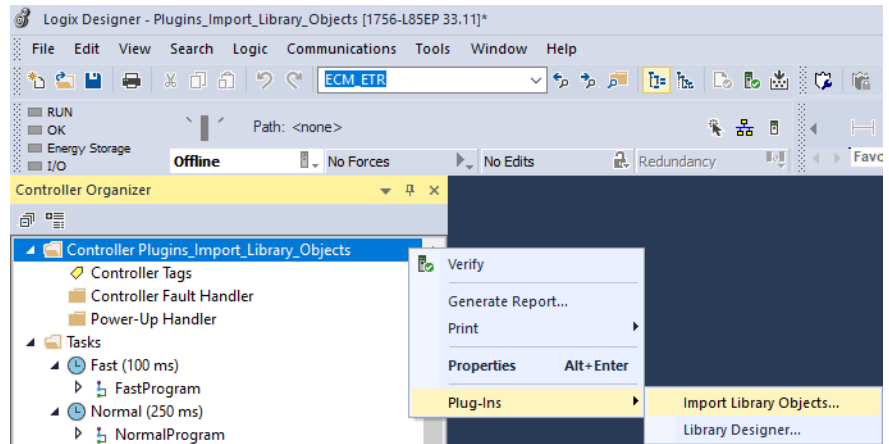 Logix Designer - Plugins_Import_Library_Objects [1756-L85EP 33.11]*
File Edit View Search Logic Communications Tools Window Help
ECM_ETR
RUN
OK
Energy Storage
I/O
Path: <none>
Offline No Forces No Edits Redundancy
Favo
Controller Organizer
Controller Plugins_Import_Library_Objects
Controller Tags
Controller Fault Handler
Power-Up Handler
Tasks
Fast (100 ms)
FastProgram
Normal (250 ms)
NormalProgram
Verify
Generate Report...
Print
Properties Alt+Enter
Plug-Ins
Import Library Objects...
Library Designer...